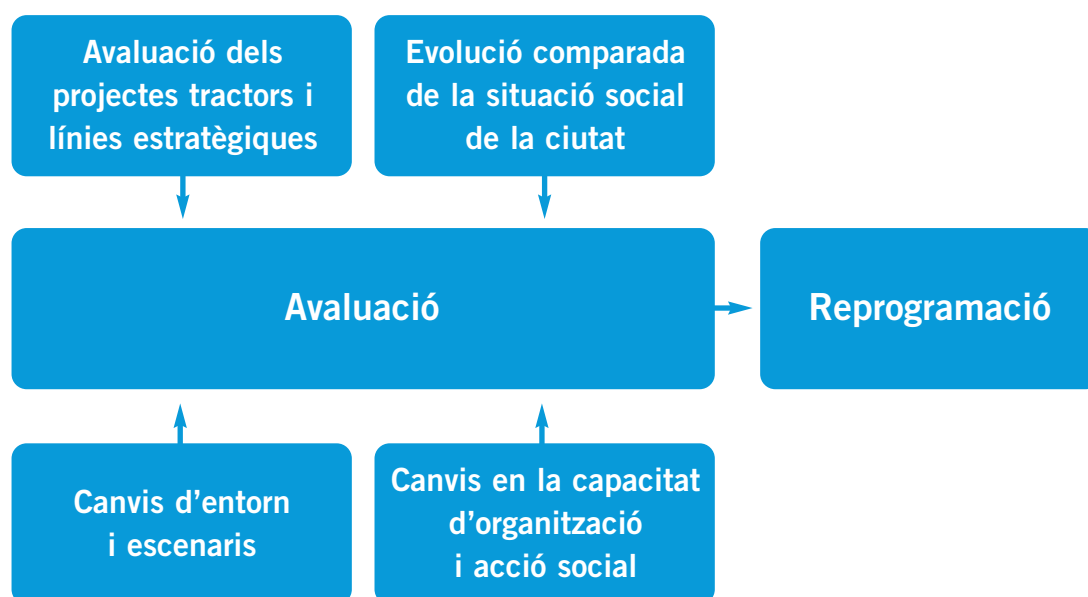 Avaluació dels
projectes tractors i
línies estratègiques
Evolució comparada
de la situació social
de la ciutat
Avaluació
Reprogramació
Canvis d’entorn
i escenaris
Canvis en la capacitat
d’organització
i acció social